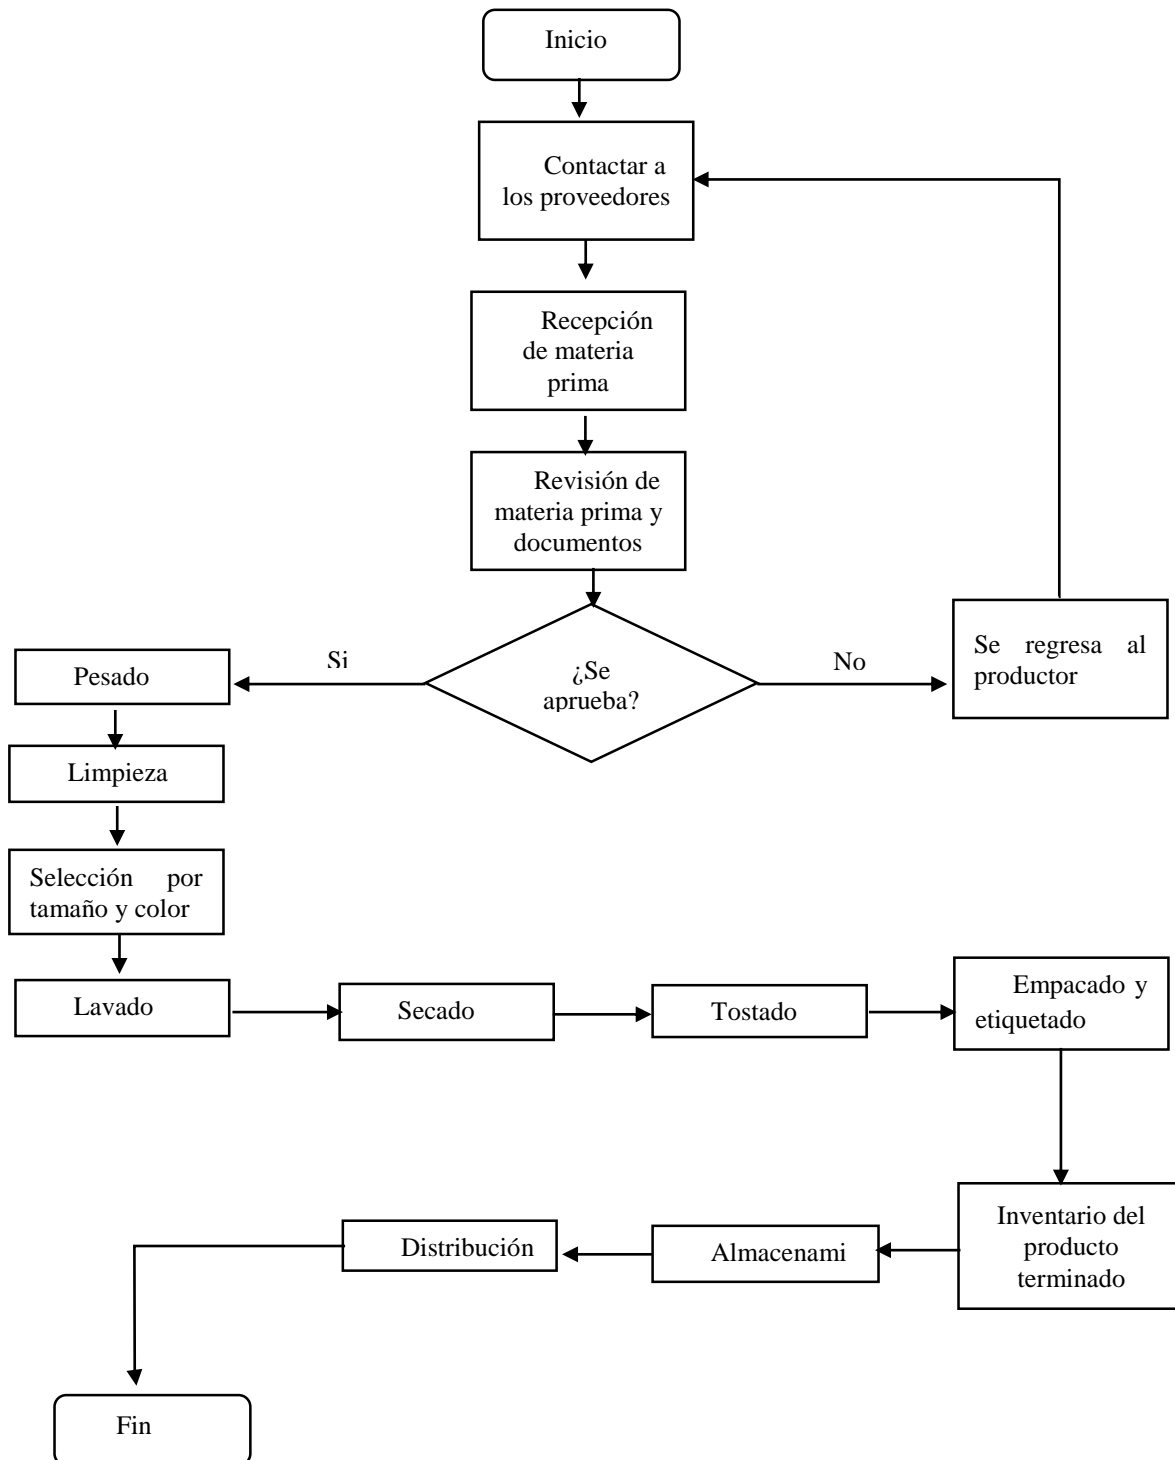 Inicio
Contactar a
los proveedores
Recepción
de materia
prima
Revisión de
materia prima y
documentos
¿Se
aprueba?
Si
No
Se regresa al
productor
Pesado
Limpieza
Selección por
tamaño y color
Lavado
Secado
Tostado
Empacado y
etiquetado
Inventario del
producto
terminado
Almacenami
Distribución
Fin